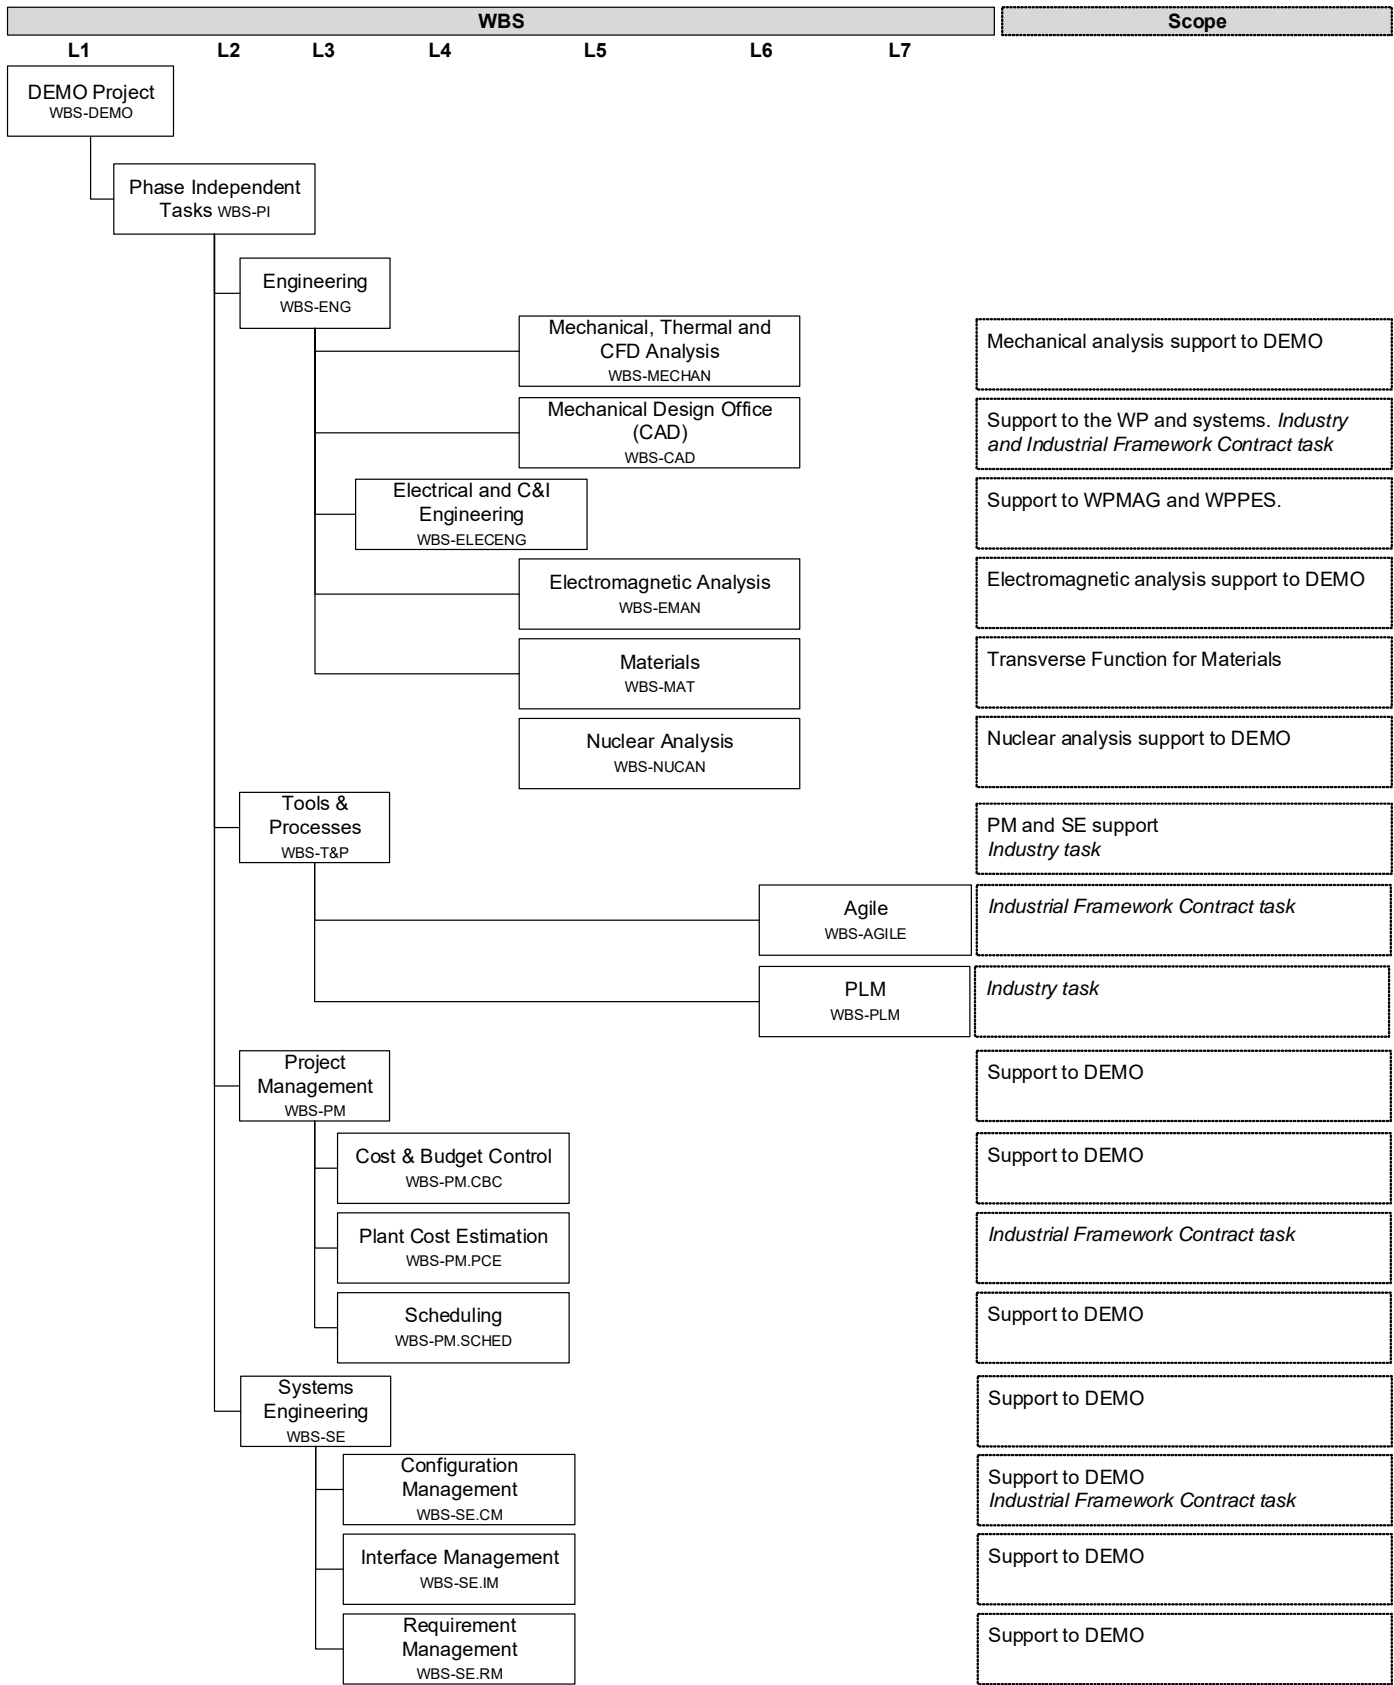 WBS
Scope
L1 L2 L3 L4 L5 L6 L7
DEMO Project
WBS-DEMO
Phase Independent
Tasks WBS-PI
Engineering
WBS-ENG
Mechanical, Thermal and
CFD Analysis
WBS-MECHAN
Mechanical analysis support to DEMO
Mechanical Design Office
(CAD)
WBS-CAD
Support to the WP and systems. Industry
and Industrial Framework Contract task
Electrical and C&I
Engineering
WBS-ELECENG
Support to WPMAG and WPPES.
Electromagnetic Analysis
WBS-EMAN
Electromagnetic analysis support to DEMO
Materials
WBS-MAT
Transverse Function for Materials
Nuclear Analysis
WBS-NUCAN
Nuclear analysis support to DEMO
Tools &
Processes
WBS-T&P
PM and SE support
Industry task
Agile
WBS-AGILE
Industrial Framework Contract task
PLM
WBS-PLM
Industry task
Project
Management
WBS-PM
Support to DEMO
Cost & Budget Control
WBS-PM.CBC
Support to DEMO
Plant Cost Estimation
WBS-PM.PCE
Industrial Framework Contract task
Scheduling
WBS-PM.SCHED
Support to DEMO
Systems
Engineering
WBS-SE
Support to DEMO
Configuration
Management
WBS-SE.CM
Support to DEMO
Industrial Framework Contract task
Interface Management
WBS-SE.IM
Support to DEMO
Requirement
Management
WBS-SE.RM
Support to DEMO